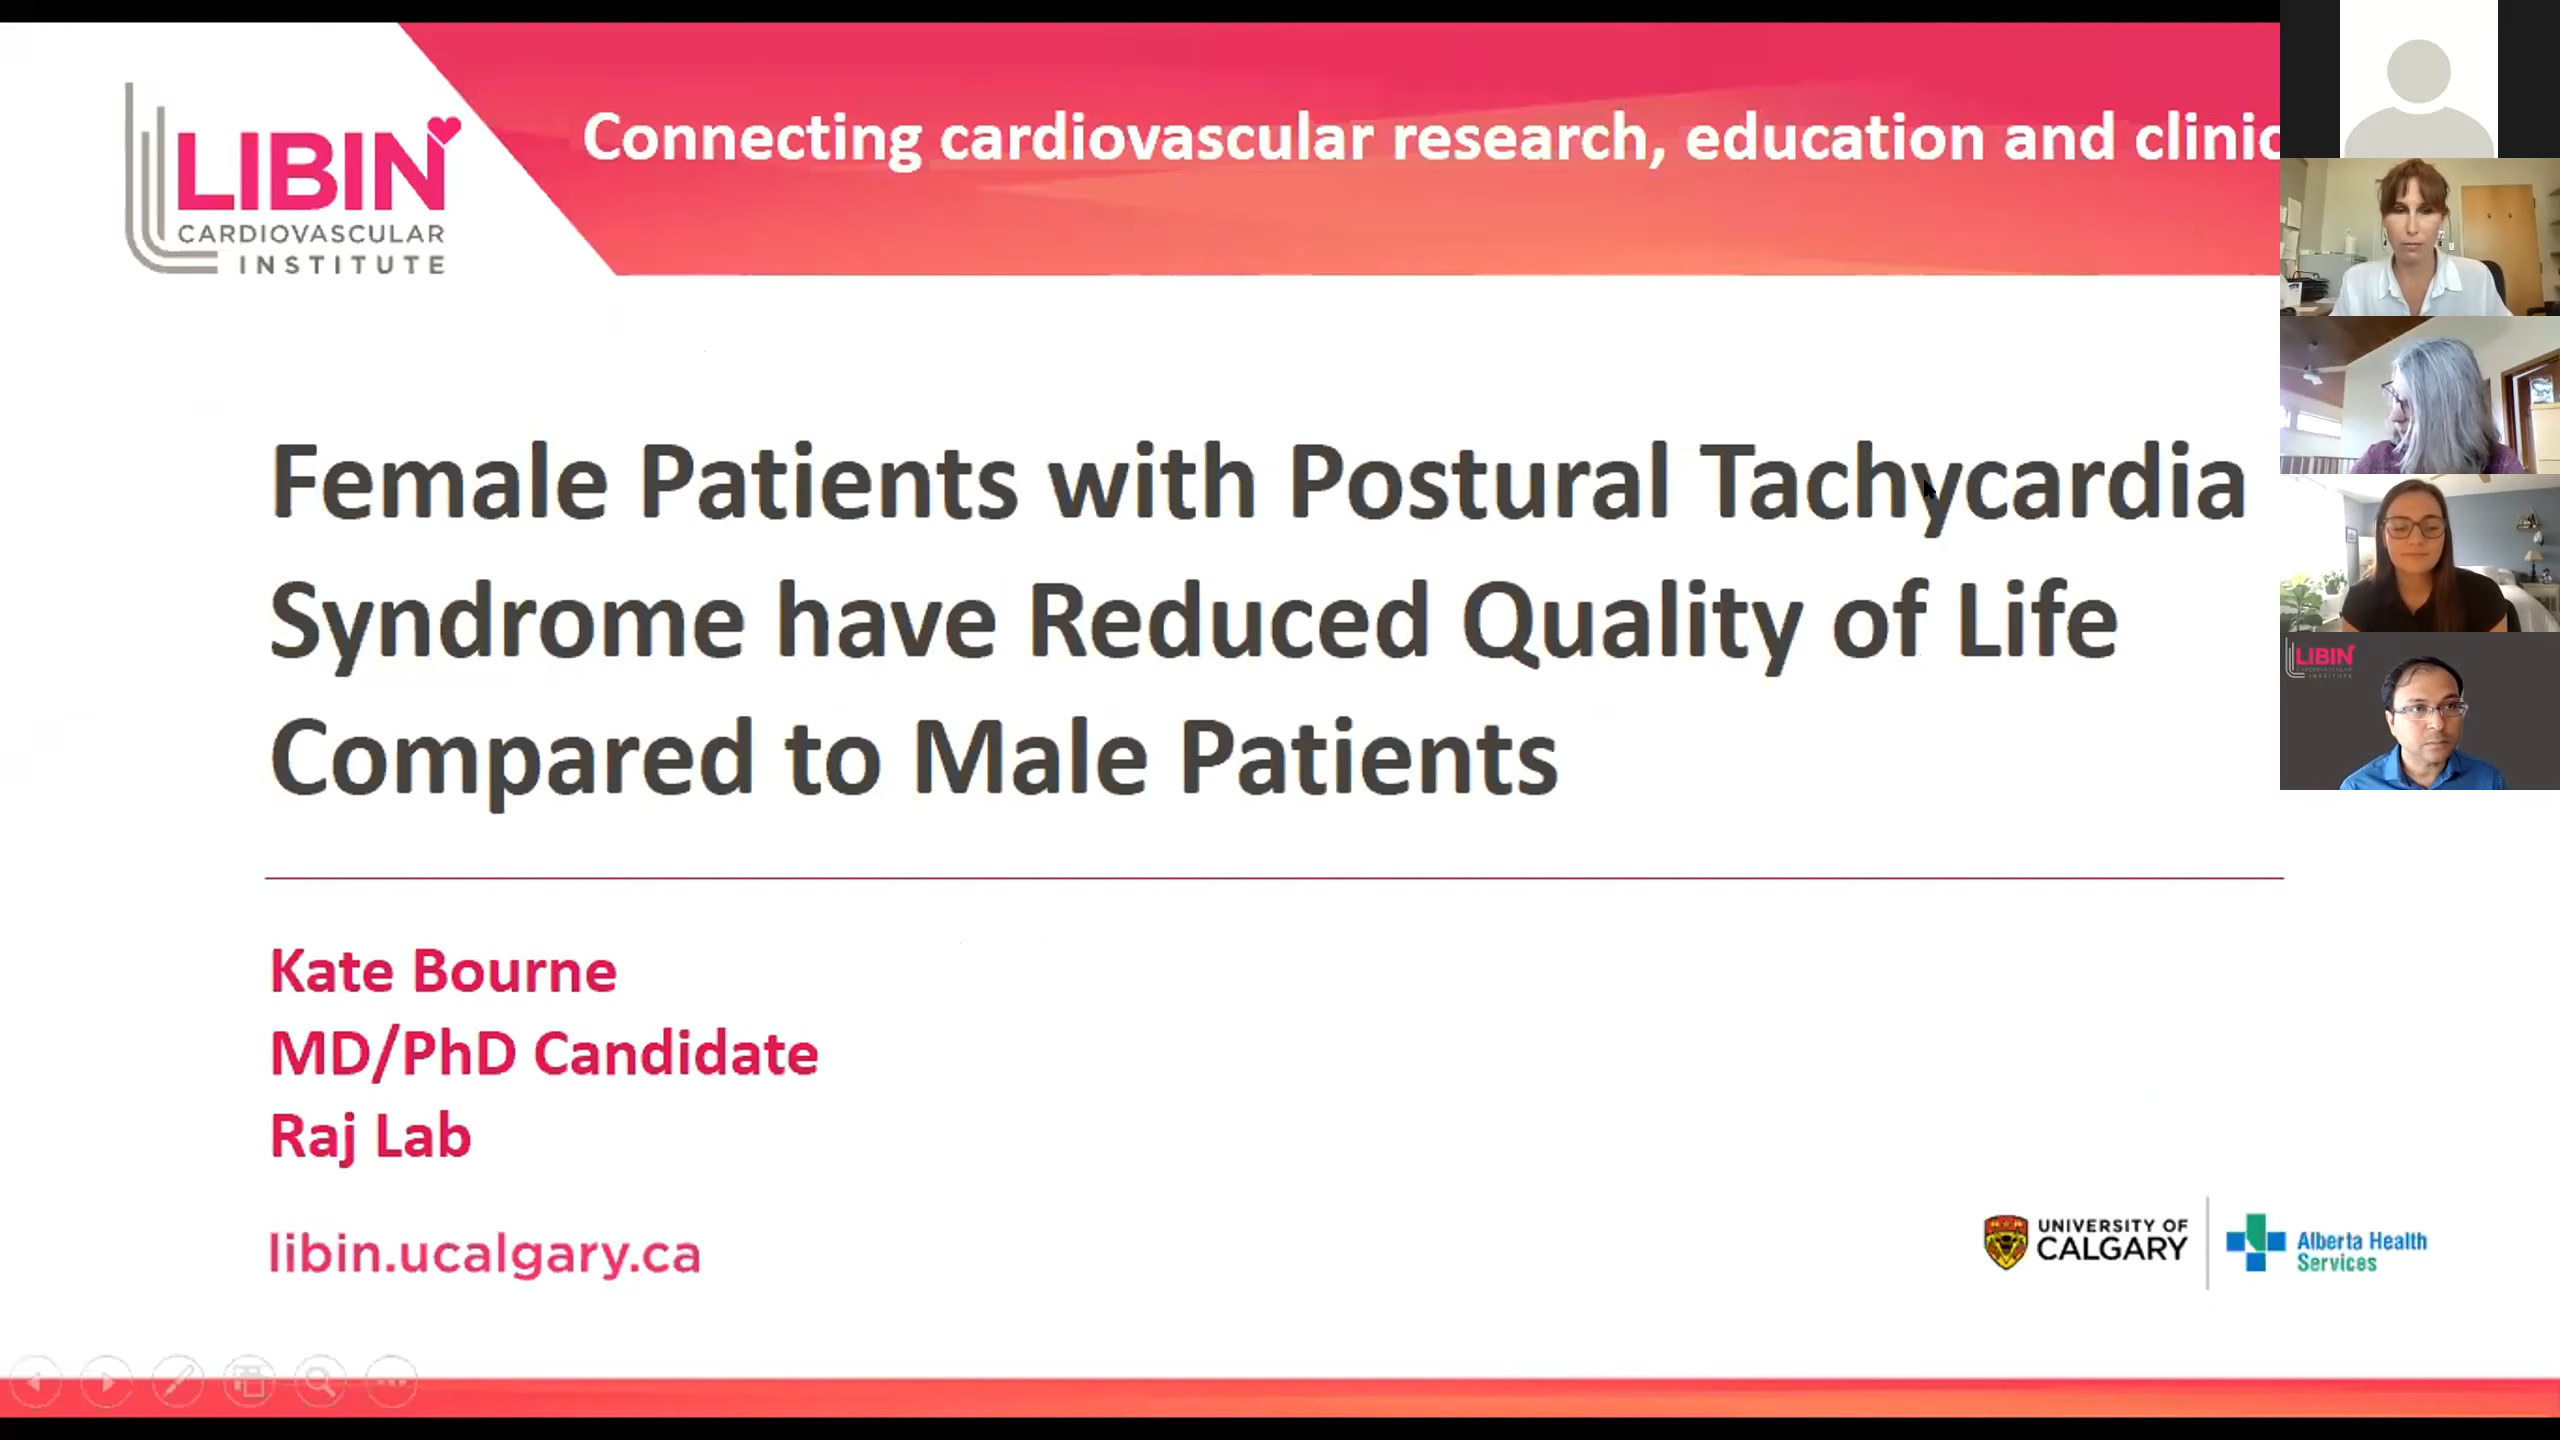 LIBIN
CARDIOVASCULAR
INSTITUTE
Connecting cardiovascular research, education and clinic
Female Patients with Postural Tachycardia
Syndrome have Reduced Quality of Life
Compared to Male Patients
Kate Bourne
MD/PhD Candidate
Raj Lab
libin.ucalgary.ca
UNIVERSITY OF
CALGARY
Alberta Health
Services
LIBIN
CARDIOVASCULAR
INSTITUTE